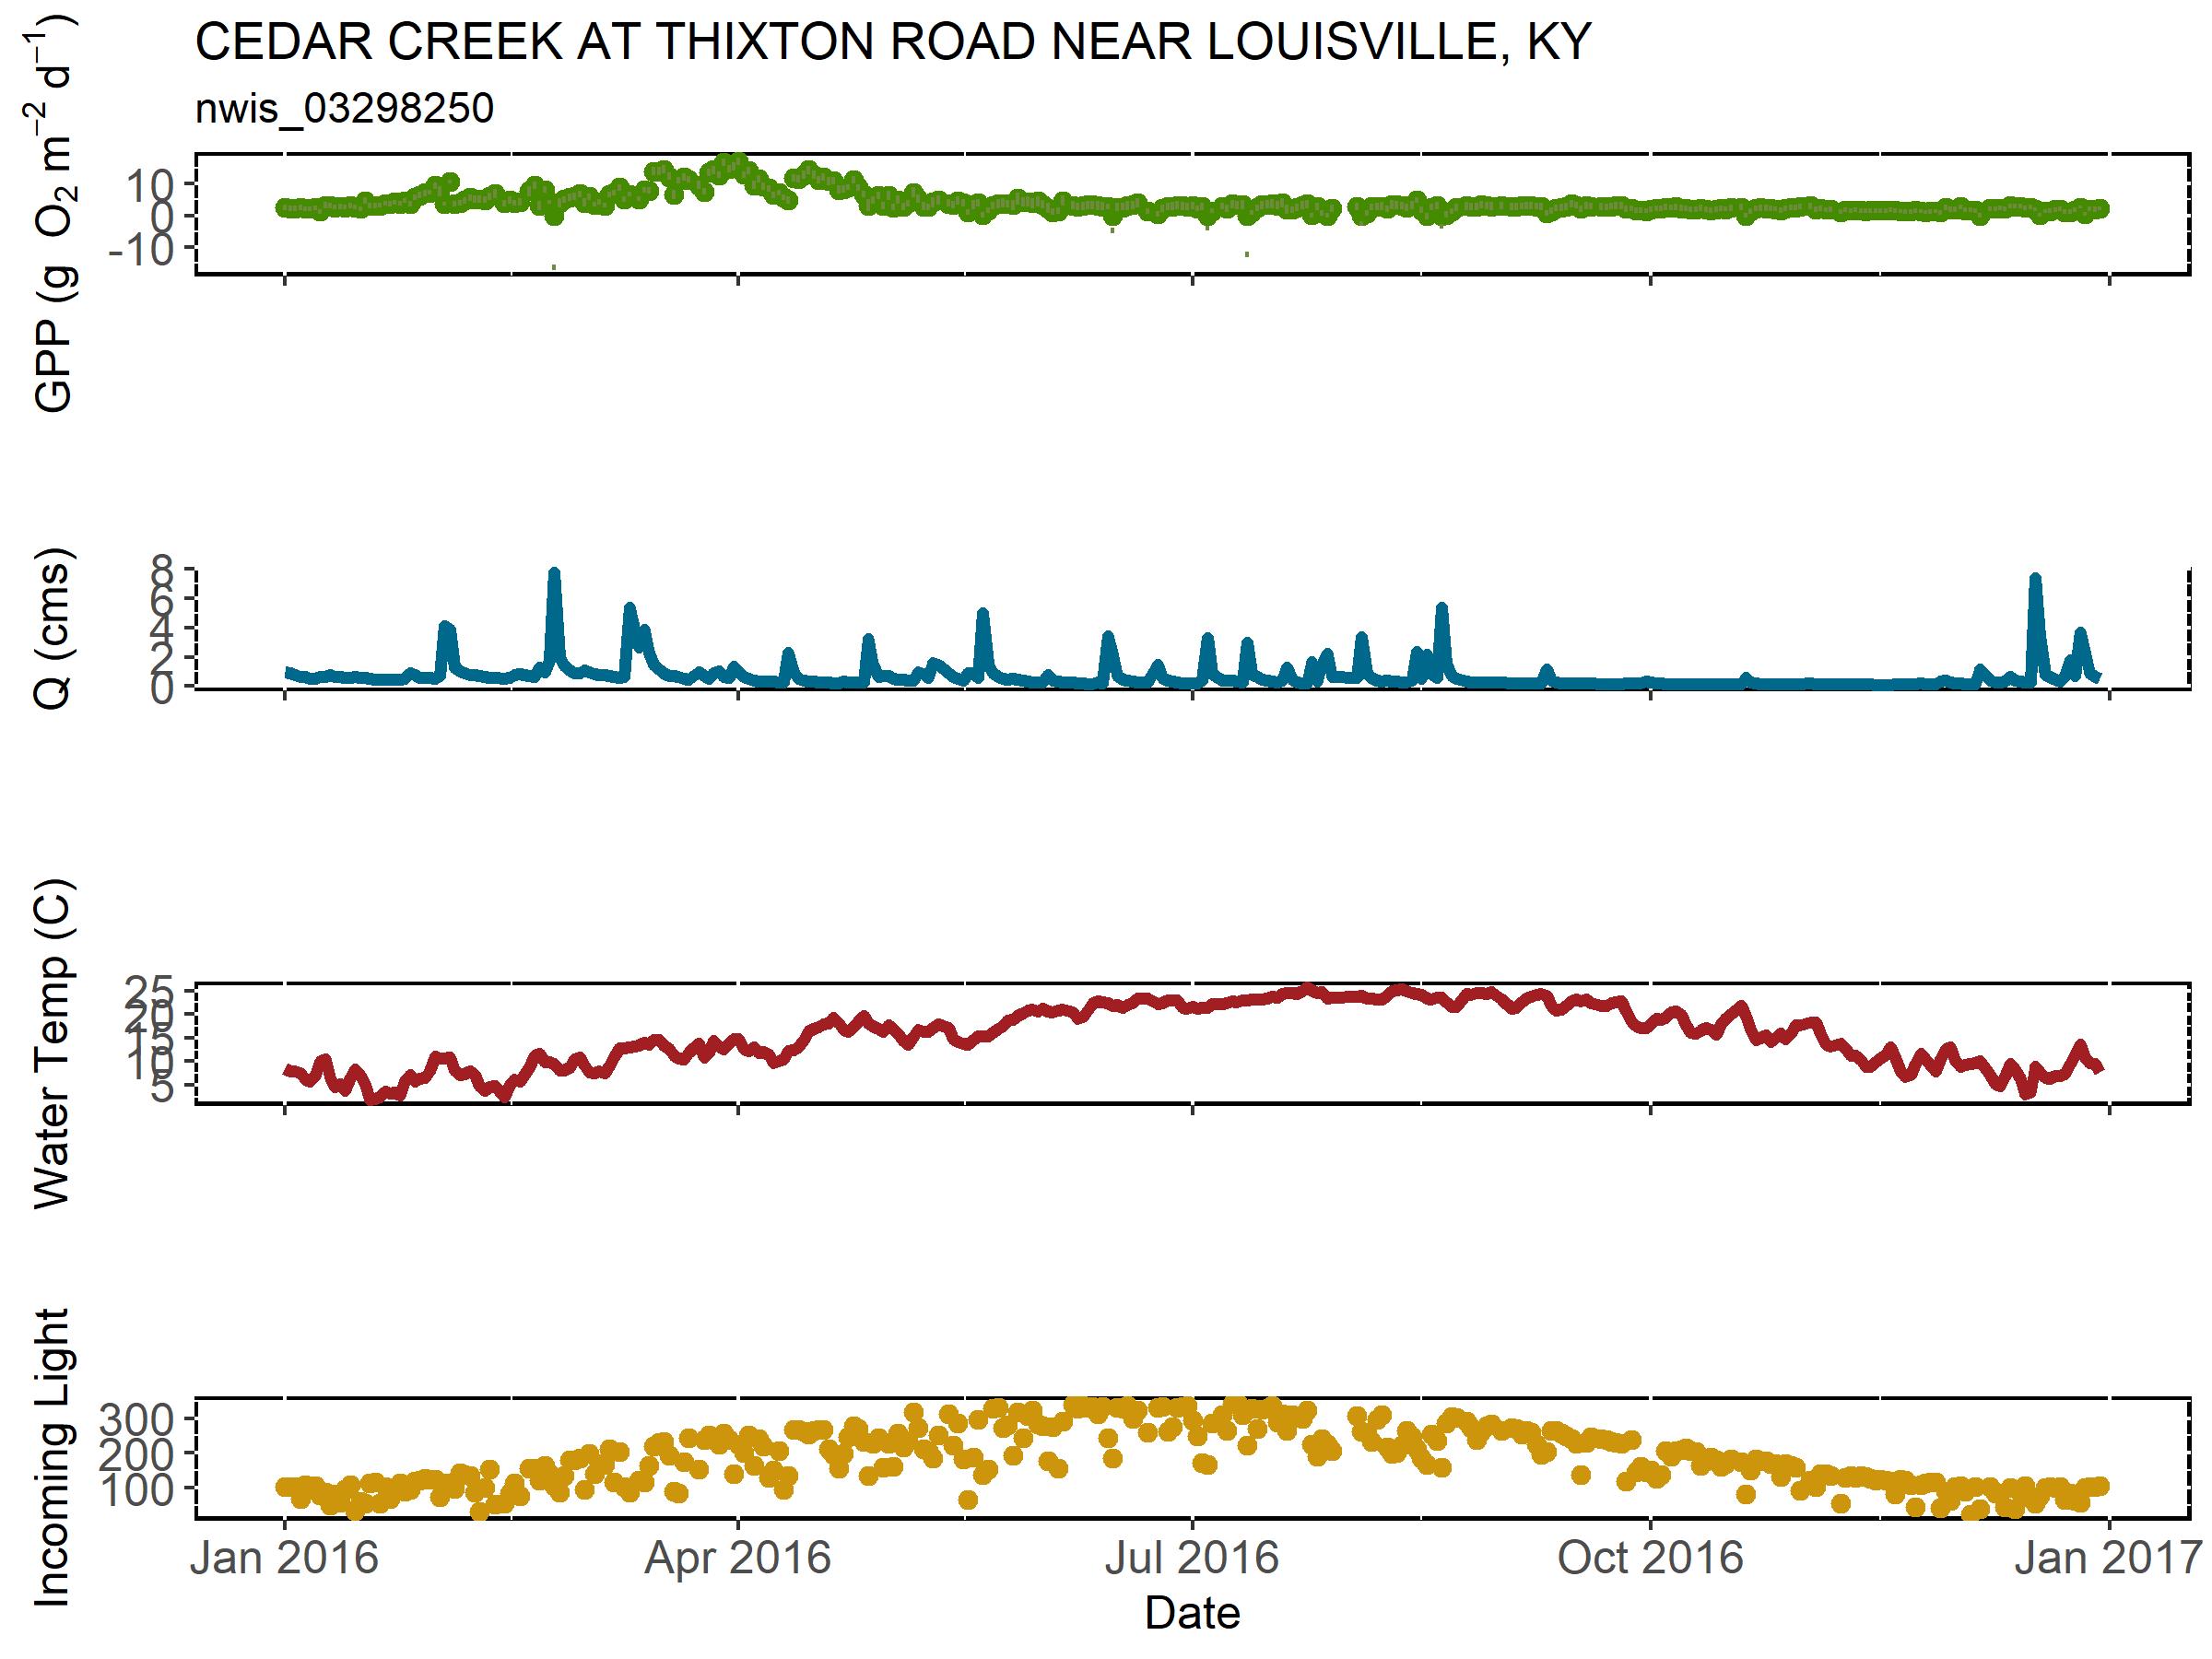 CEDAR CREEK AT THIXTON ROAD NEAR LOUISVILLE, KY
nwis_03298250
GPP (g O₂ m⁻² d⁻¹)
10
0
-10
Q (cms)
8
6
4
2
0
Water Temp (C)
25
20
15
10
5
Incoming Light
300
200
100
Jan 2016 Apr 2016 Jul 2016 Oct 2016 Jan 2017
Date